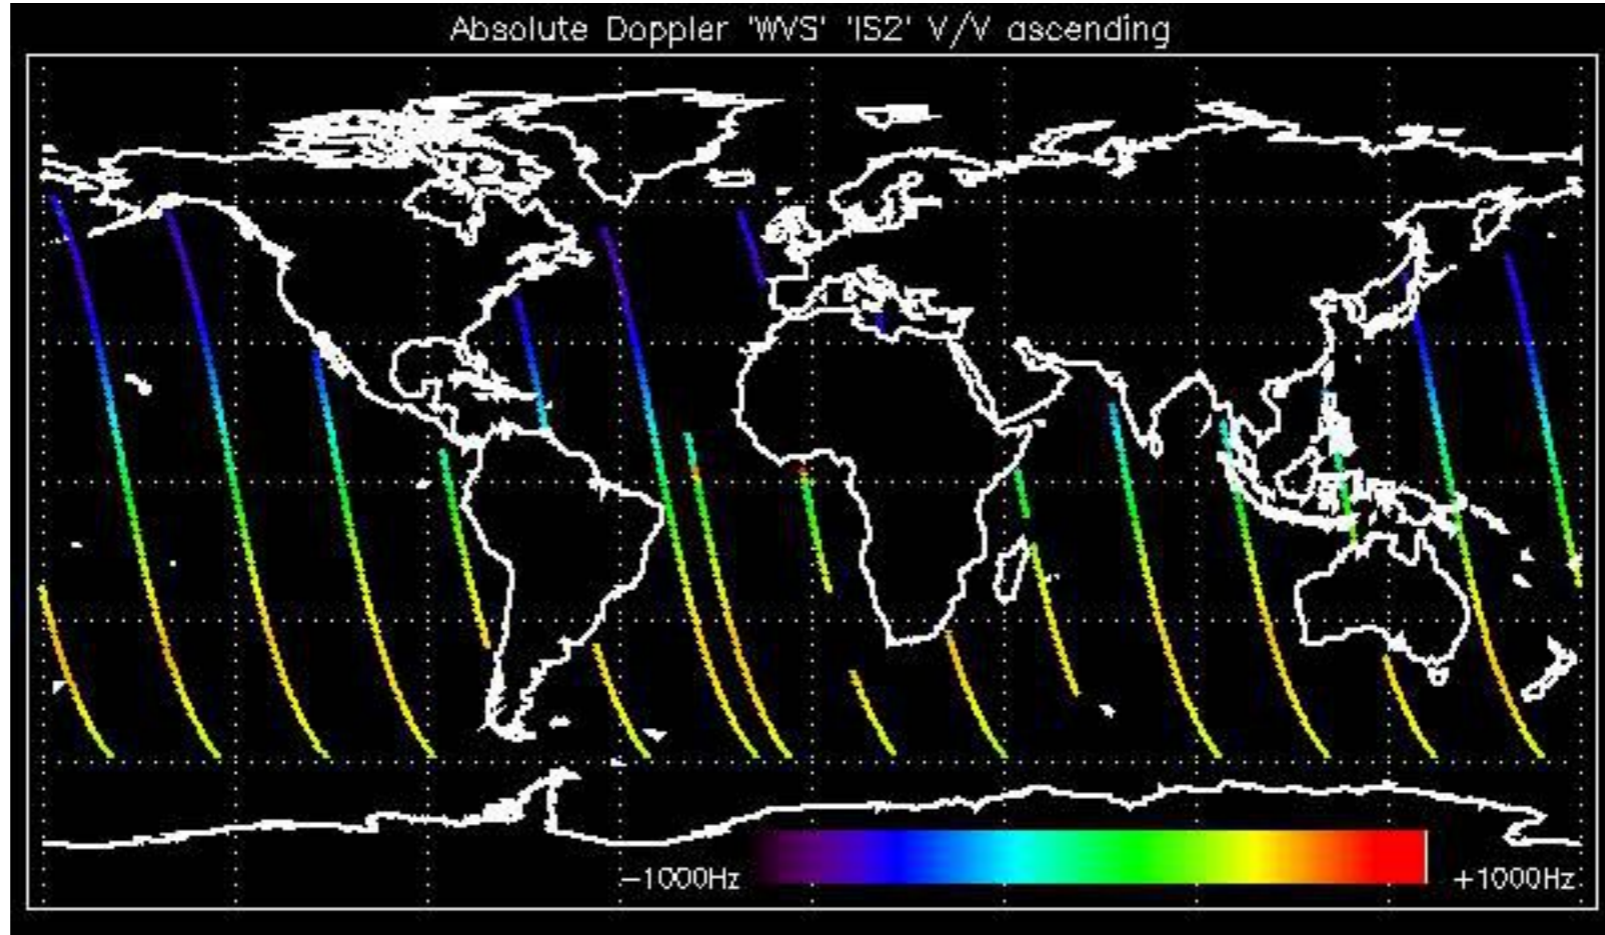 Absolute Doppler 'WVS' 'IS2' V/V ascending
-1000Hz +1000Hz